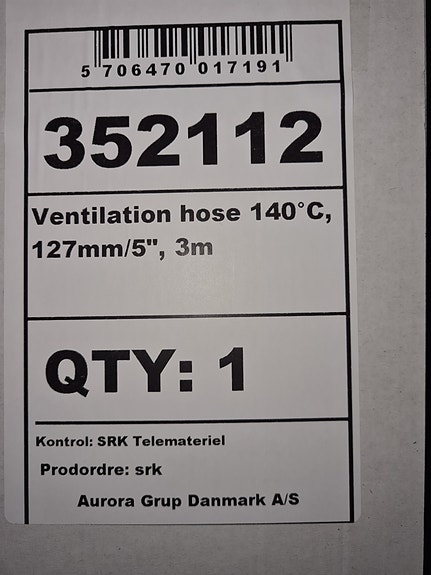 5 706470 017191
352112
Ventilation hose 140°C,
127mm/5", 3m
QTY: 1
Kontrol: SRK Telemateriel
Prodordre: srk
Aurora Grup Danmark A/S